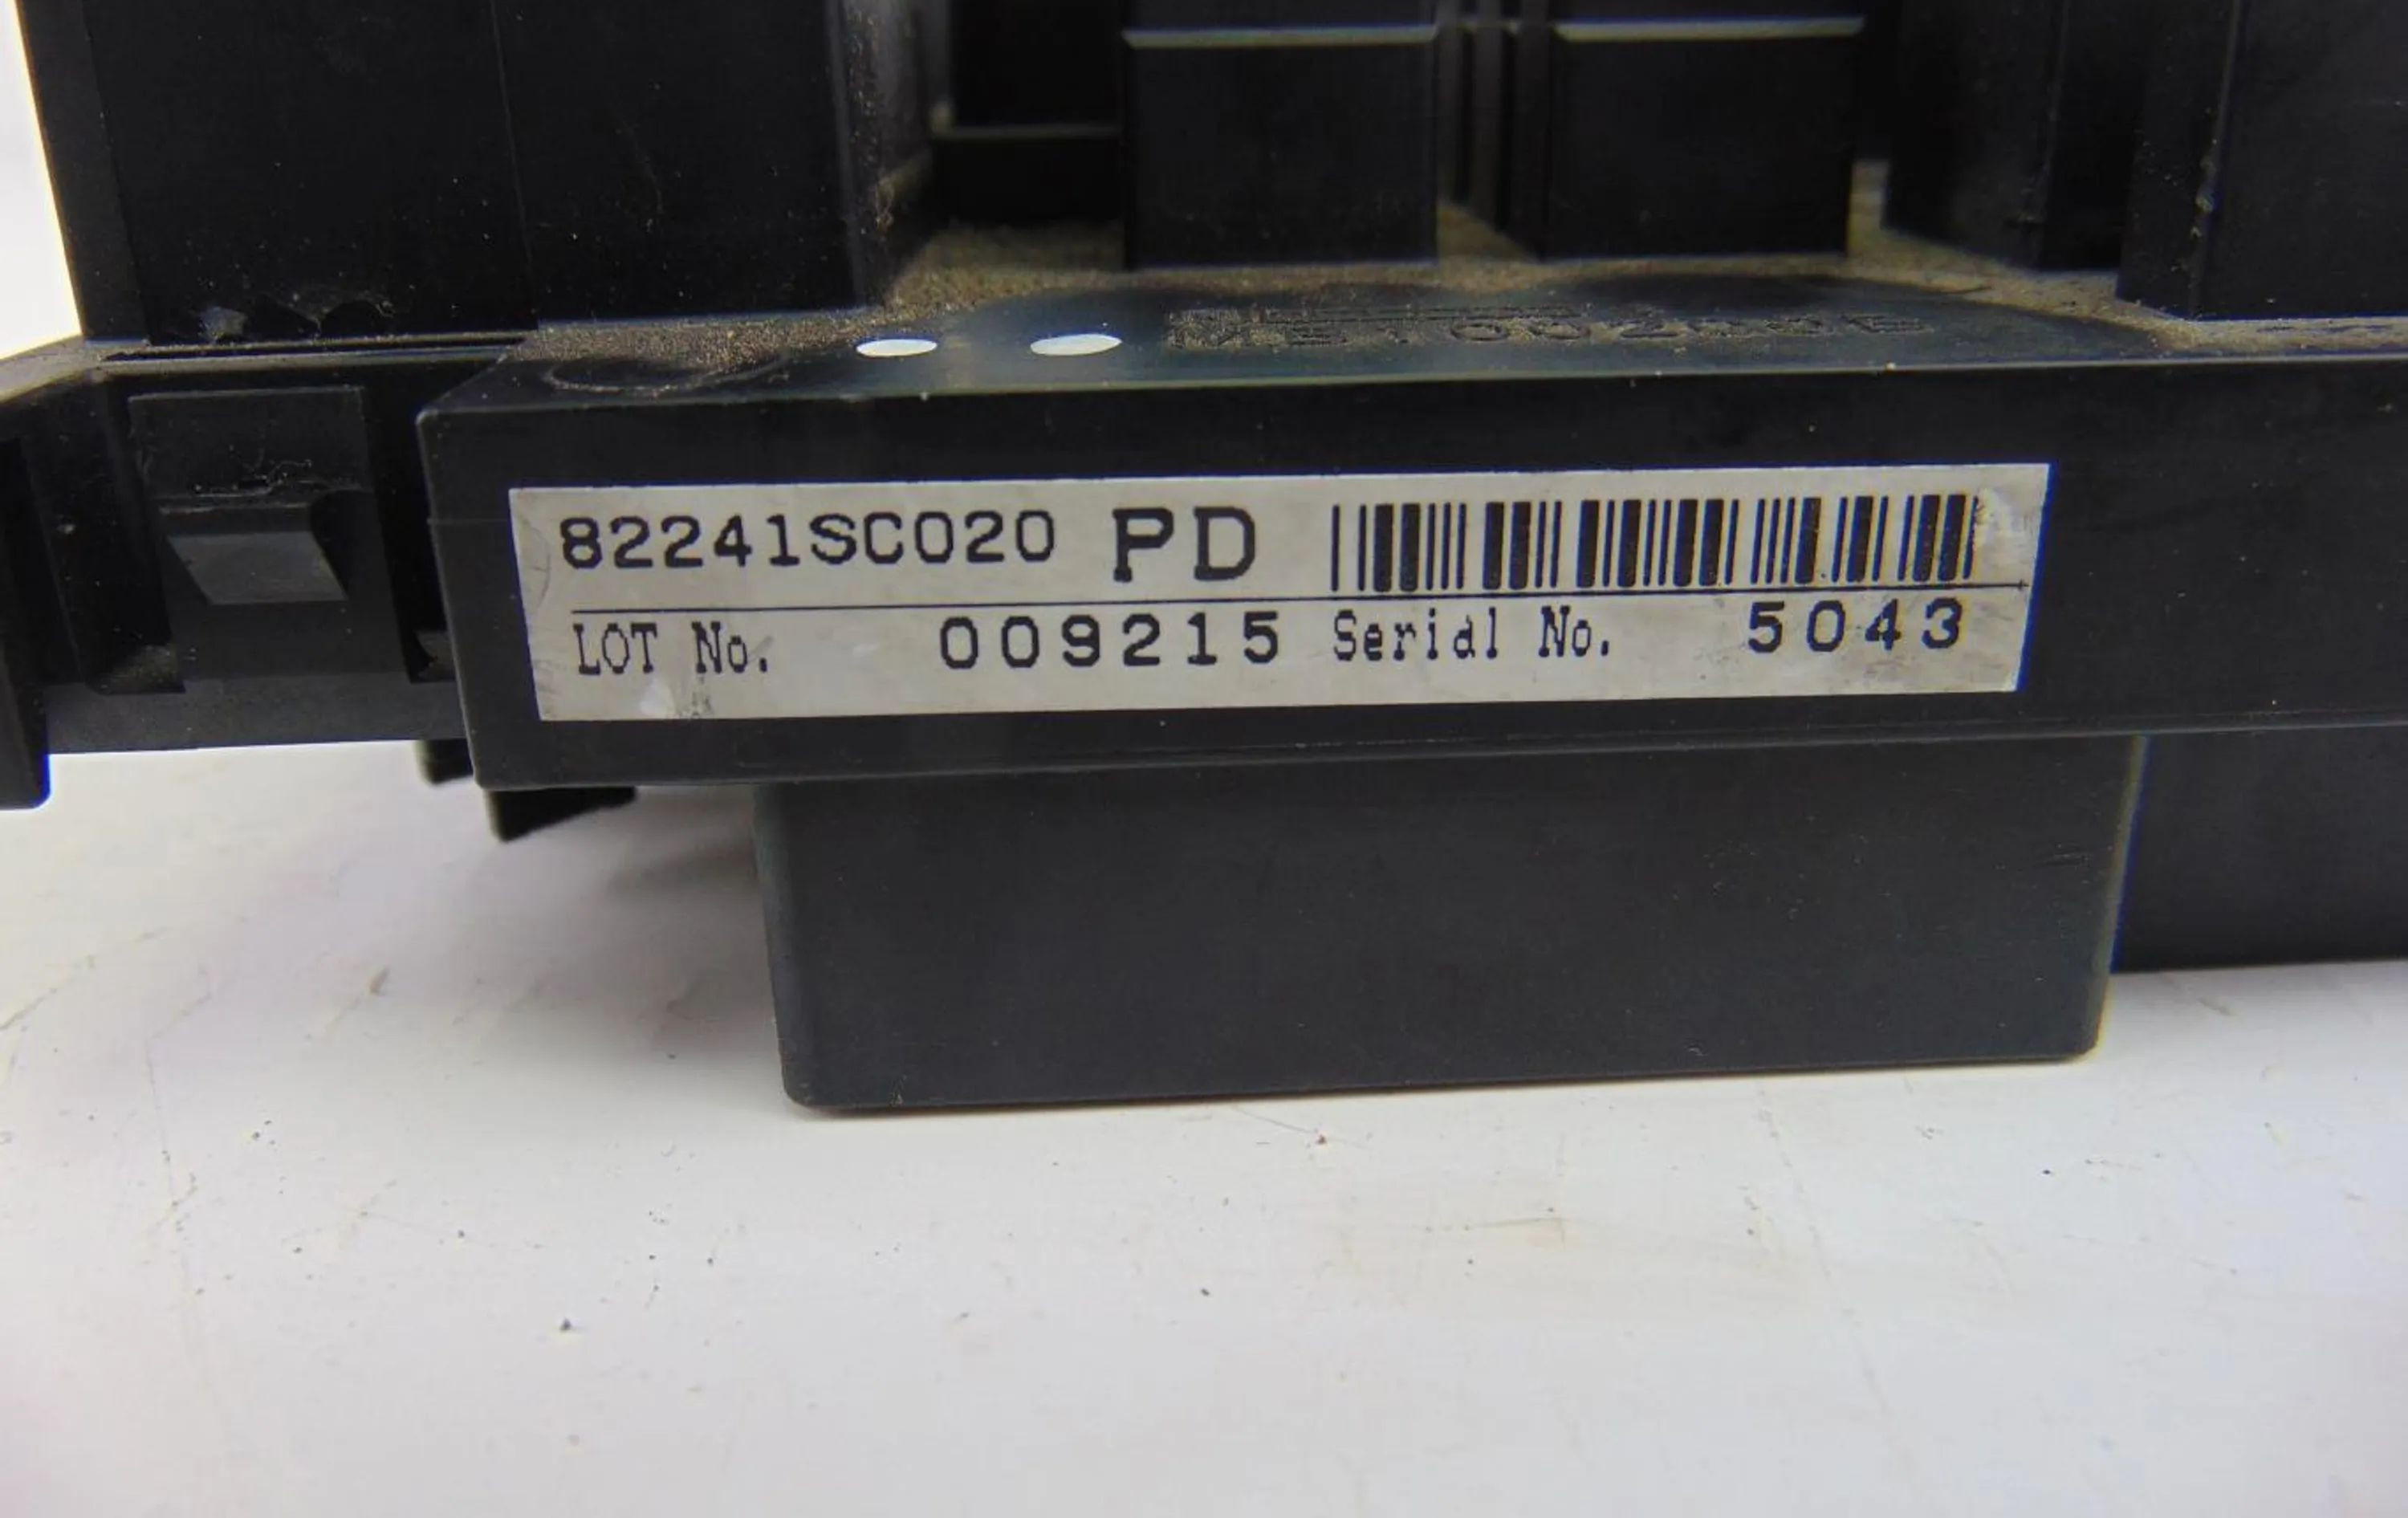 82241SC020 PD
LOT No. 009215 Serial No. 5043